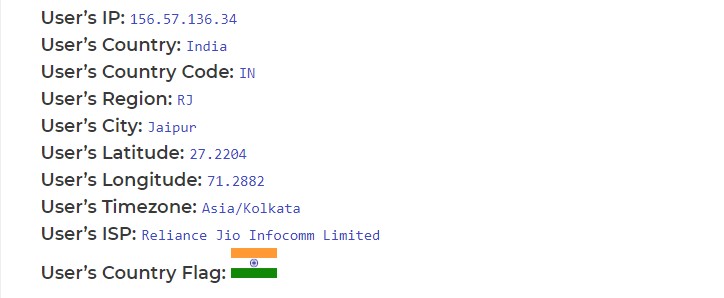 User’s IP: 156.57.136.34
User’s Country: India
User’s Country Code: IN
User’s Region: RJ
User’s City: Jaipur
User’s Latitude: 27.2204
User’s Longitude: 71.2882
User’s Timezone: Asia/Kolkata
User’s ISP: Reliance Jio Infocomm Limited
User’s Country Flag: